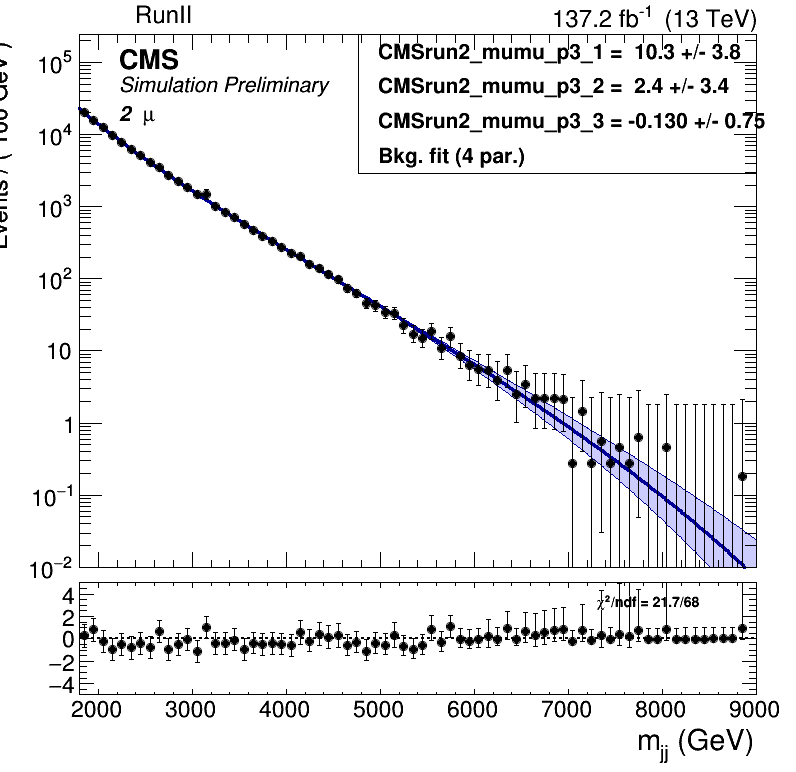 RunII
137.2 fb⁻¹ (13 TeV)
CMS
Simulation Preliminary
2 μ
CMSrun2_mumu_p3_1 = 10.3 +/- 3.8
CMSrun2_mumu_p3_2 = 2.4 +/- 3.4
CMSrun2_mumu_p3_3 = -0.130 +/- 0.75
Bkg. fit (4 par.)
Events / ( 100 GeV )
10⁵
10⁴
10³
10²
10
1
10⁻¹
10⁻²
χ²/ndf = 21.7/68
4
2
0
−2
−4
2000 3000 4000 5000 6000 7000 8000 9000
m_jj (GeV)